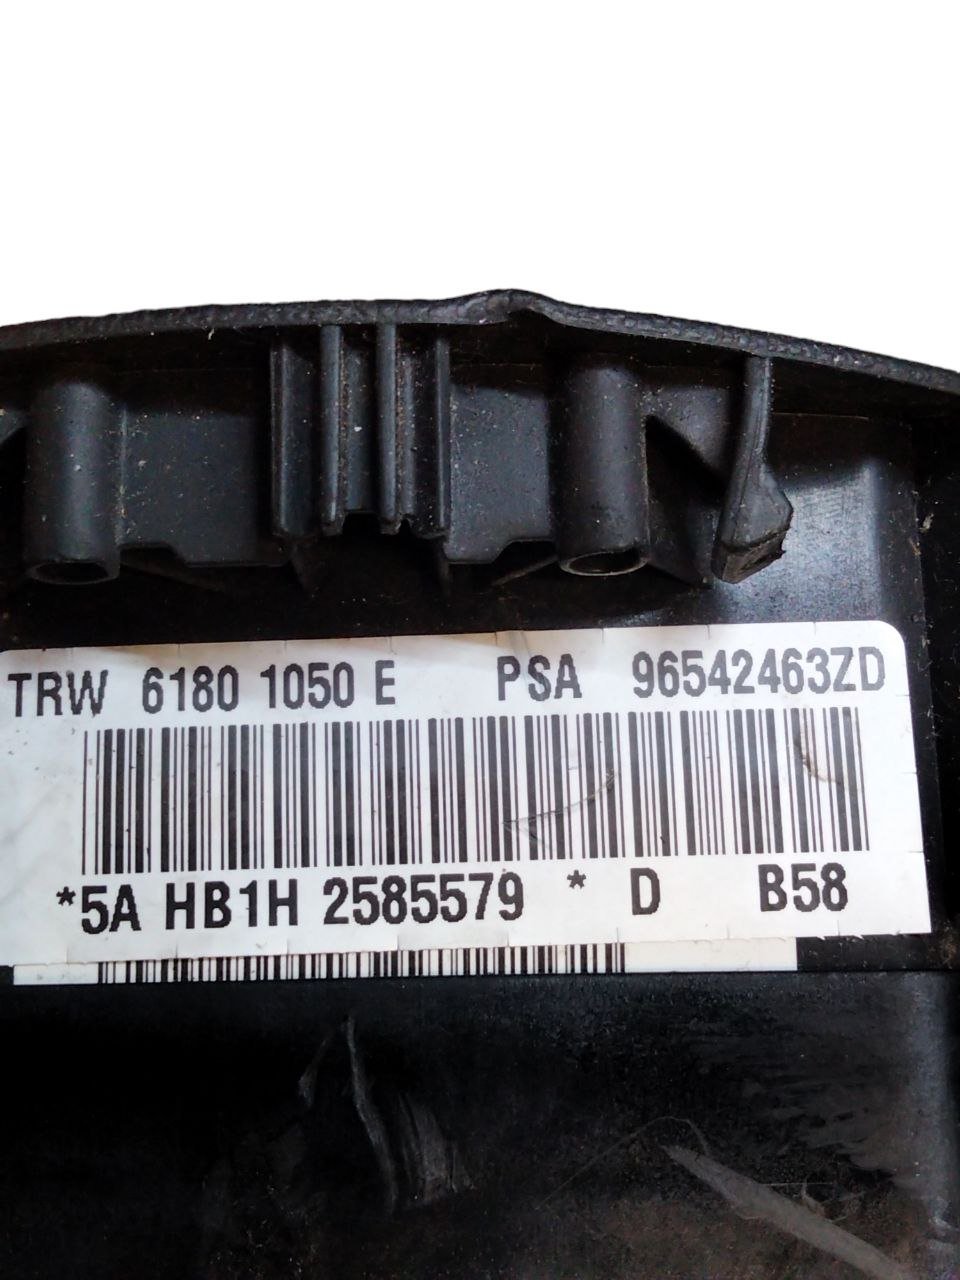 TRW 6180 1050 E PSA 96542463ZD
*5A HB1H 2585579 * D B58